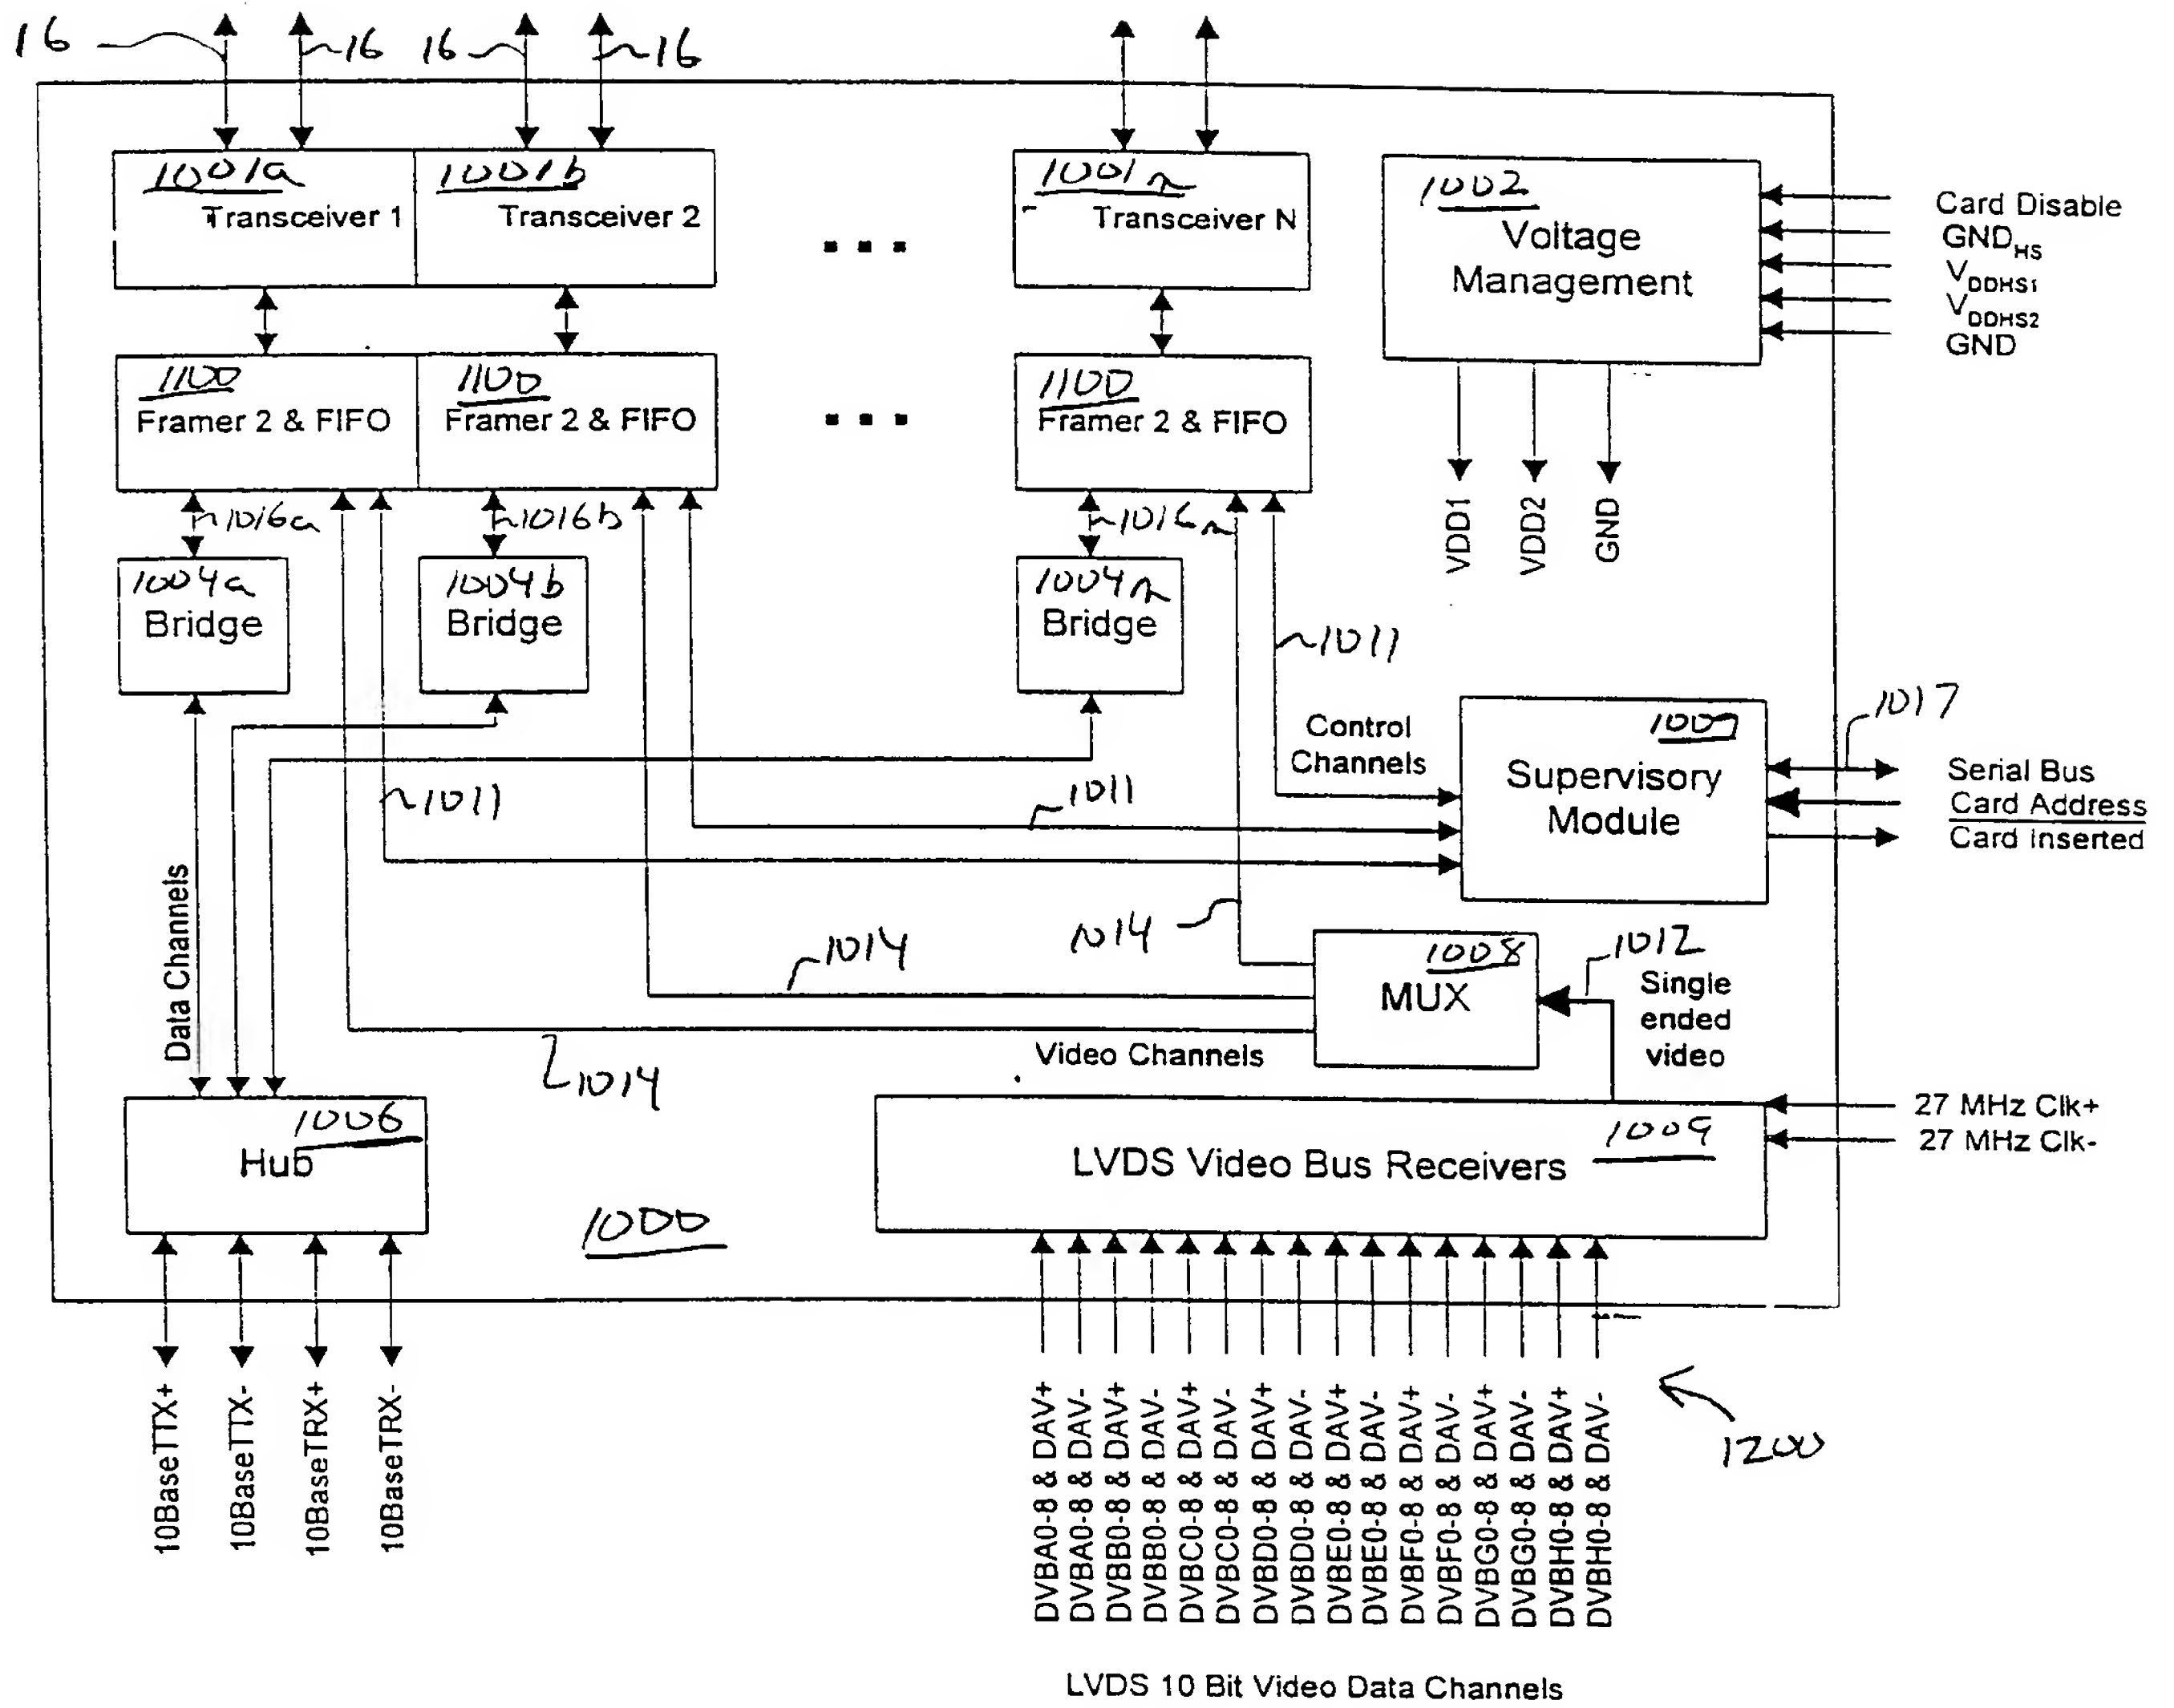 16
16
16
16
1001a
Transceiver 1
1001b
Transceiver 2
1001n
Transceiver N
1002
Voltage
Management
Card Disable
GNDHS
VDDHS1
VDDHS2
GND
1100
Framer 2 & FIFO
1100
Framer 2 & FIFO
1100
Framer 2 & FIFO
VDD1
VDD2
GND
1016a
1016b
1016n
1004a
Bridge
1004b
Bridge
1004n
Bridge
1011
Control
Channels
1007
Supervisory
Module
1017
Serial Bus
Card Address
Card Inserted
1011
1011
Data Channels
1014
1014
1008
MUX
1012
Single
ended
video
Video Channels
1014
1006
Hub
1009
LVDS Video Bus Receivers
27 MHz Clk+
27 MHz Clk-
1000
10BaseTTX+
10BaseTTX-
10BaseTRX+
10BaseTRX-
DVBA0-8 & DAV+
DVBA0-8 & DAV-
DVBB0-8 & DAV+
DVBB0-8 & DAV-
DVBC0-8 & DAV+
DVBC0-8 & DAV-
DVBD0-8 & DAV+
DVBD0-8 & DAV-
DVBE0-8 & DAV+
DVBE0-8 & DAV-
DVBF0-8 & DAV+
DVBF0-8 & DAV-
DVBG0-8 & DAV+
DVBG0-8 & DAV-
DVBH0-8 & DAV+
DVBH0-8 & DAV-
1200
LVDS 10 Bit Video Data Channels